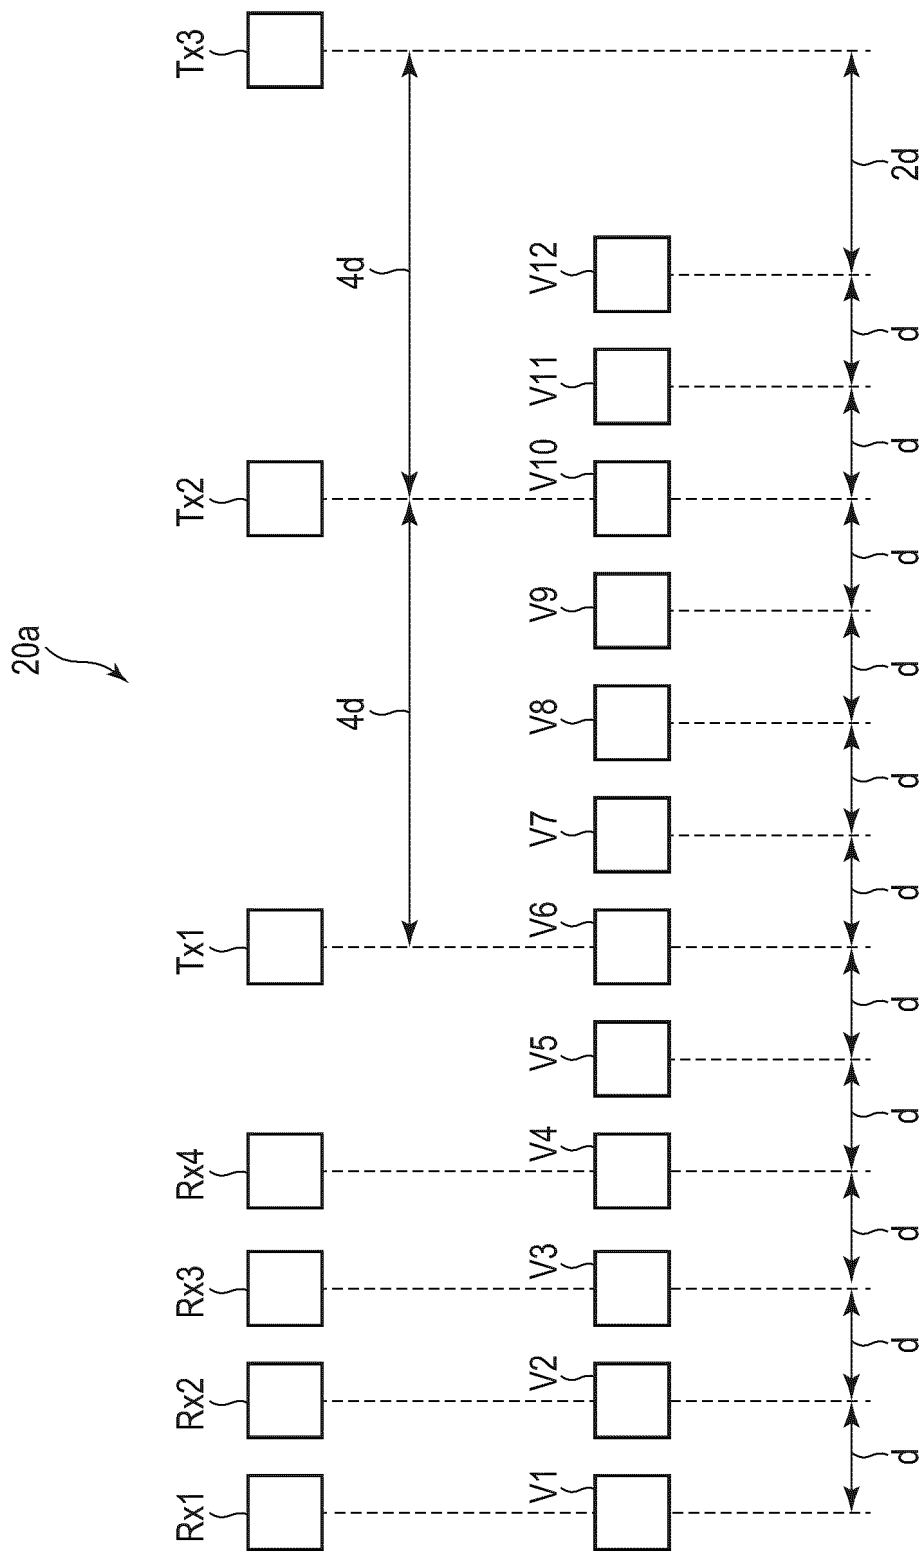 20a
Rx1 Rx2 Rx3 Rx4 Tx1 Tx2 Tx3
4d 4d
V1 V2 V3 V4 V5 V6 V7 V8 V9 V10 V11 V12
d d d d d d d d d d d 2d